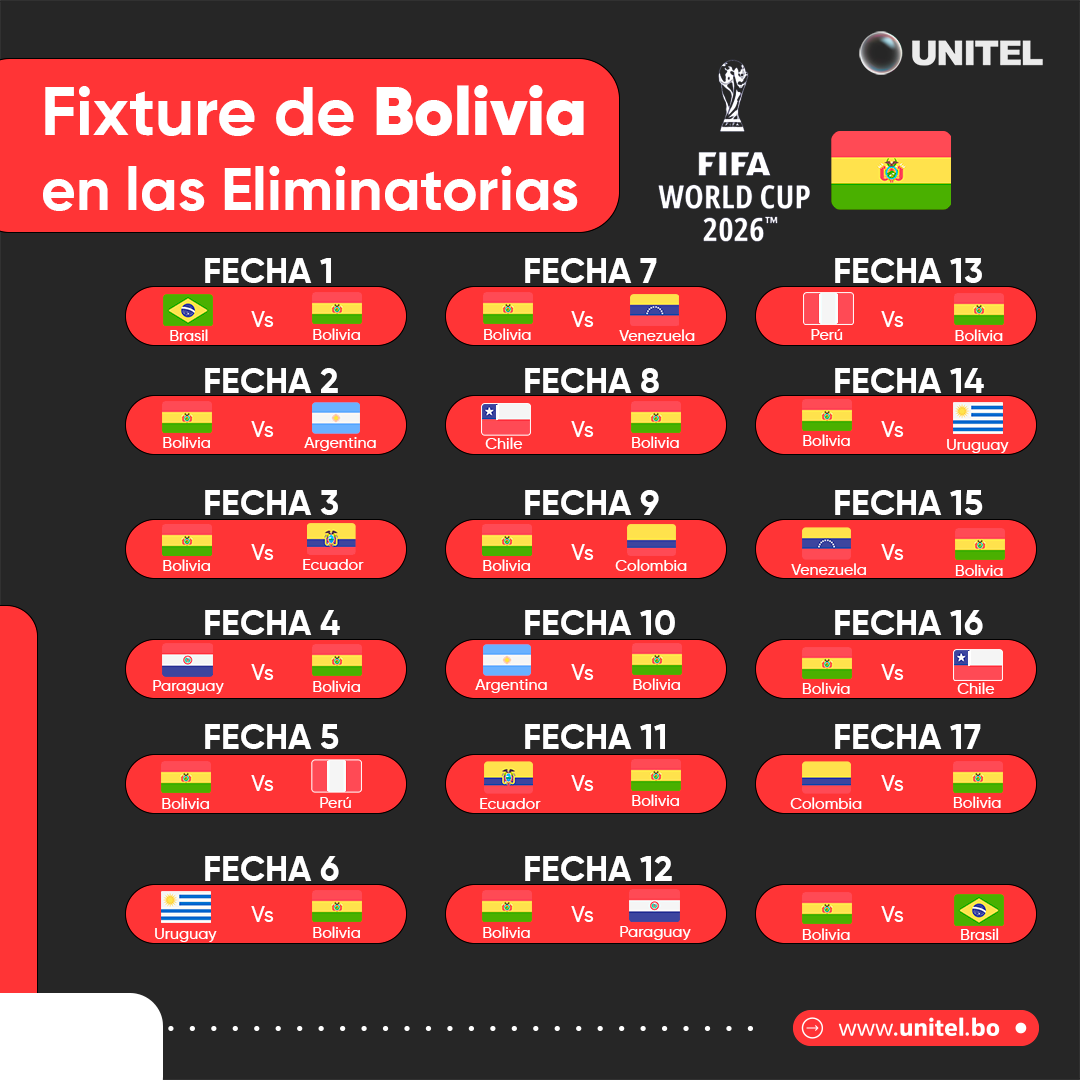 UNITEL
Fixture de Bolivia
en las Eliminatorias
FIFA
FIFA
WORLD CUP
2026™
FECHA 1
Brasil Vs Bolivia
FECHA 2
Bolivia Vs Argentina
FECHA 3
Bolivia Vs Ecuador
FECHA 4
Paraguay Vs Bolivia
FECHA 5
Bolivia Vs Perú
FECHA 6
Uruguay Vs Bolivia
FECHA 7
Bolivia Vs Venezuela
FECHA 8
Chile Vs Bolivia
FECHA 9
Bolivia Vs Colombia
FECHA 10
Argentina Vs Bolivia
FECHA 11
Ecuador Vs Bolivia
FECHA 12
Bolivia Vs Paraguay
FECHA 13
Perú Vs Bolivia
FECHA 14
Bolivia Vs Uruguay
FECHA 15
Venezuela Vs Bolivia
FECHA 16
Bolivia Vs Chile
FECHA 17
Colombia Vs Bolivia
Bolivia Vs Brasil
www.unitel.bo